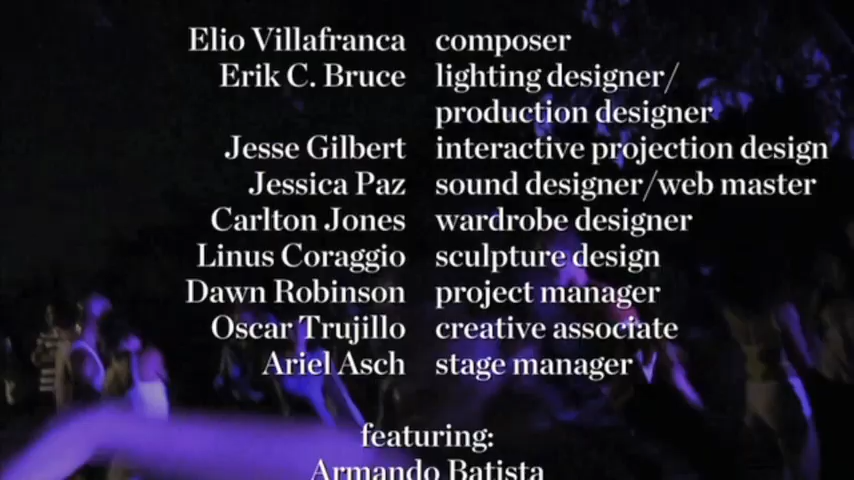 Elio Villafranca composer
Erik C. Bruce lighting designer/
production designer
Jesse Gilbert interactive projection design
Jessica Paz sound designer/web master
Carlton Jones wardrobe designer
Linus Coraggio sculpture design
Dawn Robinson project manager
Oscar Trujillo creative associate
Ariel Asch stage manager
featuring:
Armando Batista